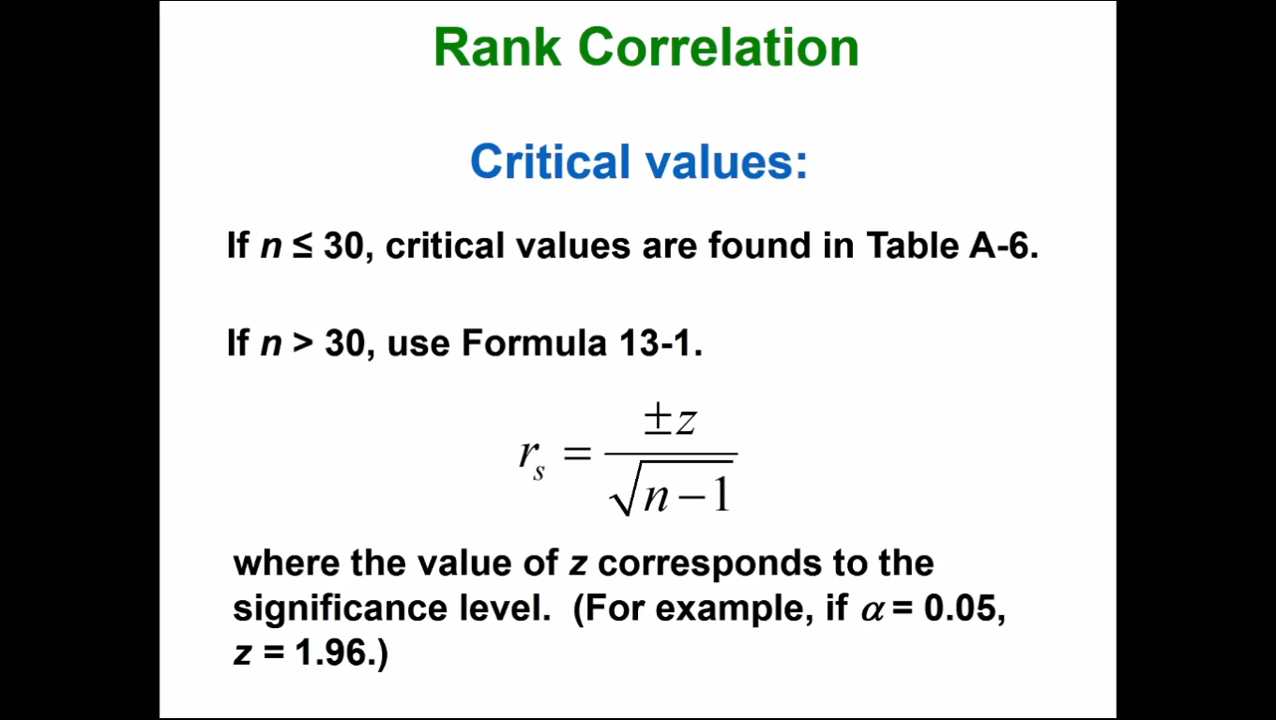 Rank Correlation
Critical values:
If n ≤ 30, critical values are found in Table A-6.
If n > 30, use Formula 13-1.
r_s = ±z / √(n − 1)
where the value of z corresponds to the
significance level. (For example, if α = 0.05,
z = 1.96.)